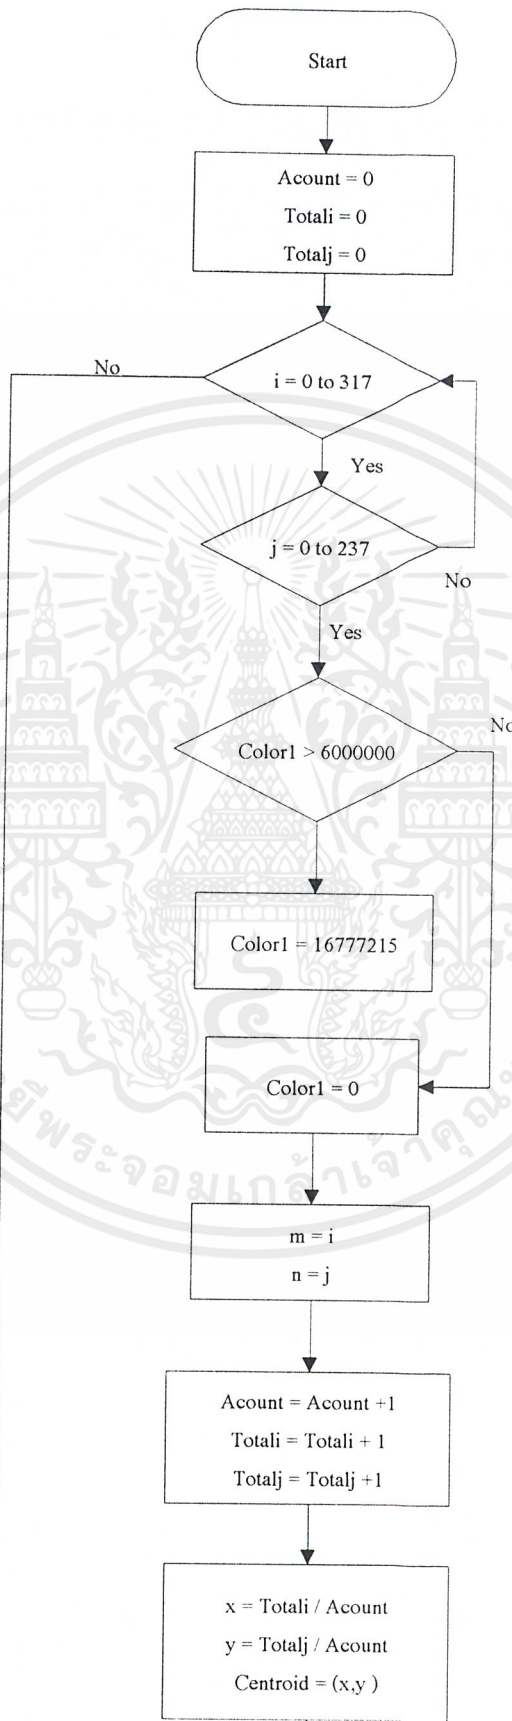 Start
Acount = 0
Totali = 0
Totalj = 0
No
i = 0 to 317
Yes
j = 0 to 237
No
Yes
No
Color1 > 6000000
Color1 = 16777215
Color1 = 0
m = i
n = j
Acount = Acount +1
Totali = Totali + 1
Totalj = Totalj +1
x = Totali / Acount
y = Totalj / Acount
Centroid = (x,y )